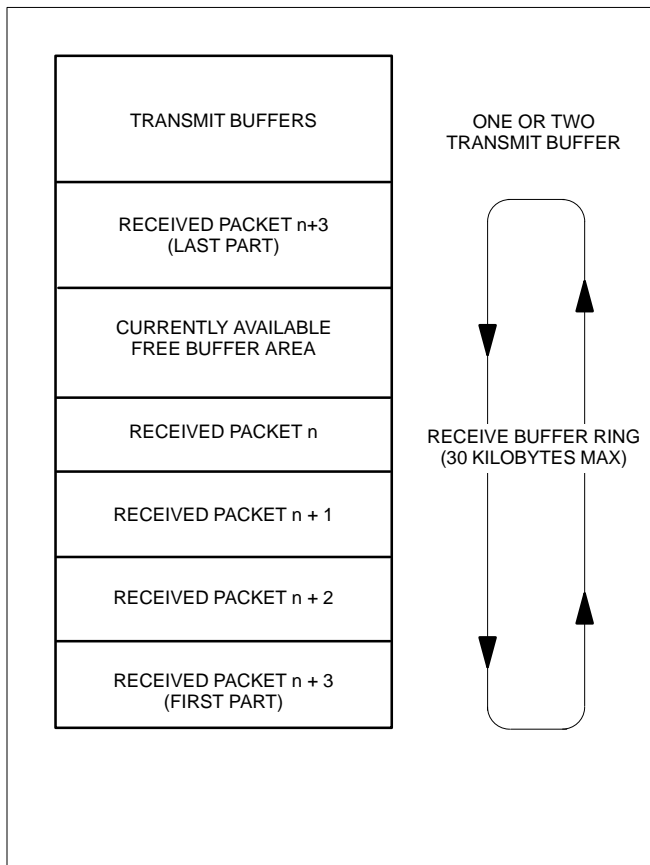 TRANSMIT BUFFERS
ONE OR TWO
TRANSMIT BUFFER
RECEIVED PACKET n+3
(LAST PART)
CURRENTLY AVAILABLE
FREE BUFFER AREA
RECEIVED PACKET n
RECEIVE BUFFER RING
(30 KILOBYTES MAX)
RECEIVED PACKET n + 1
RECEIVED PACKET n + 2
RECEIVED PACKET n + 3
(FIRST PART)